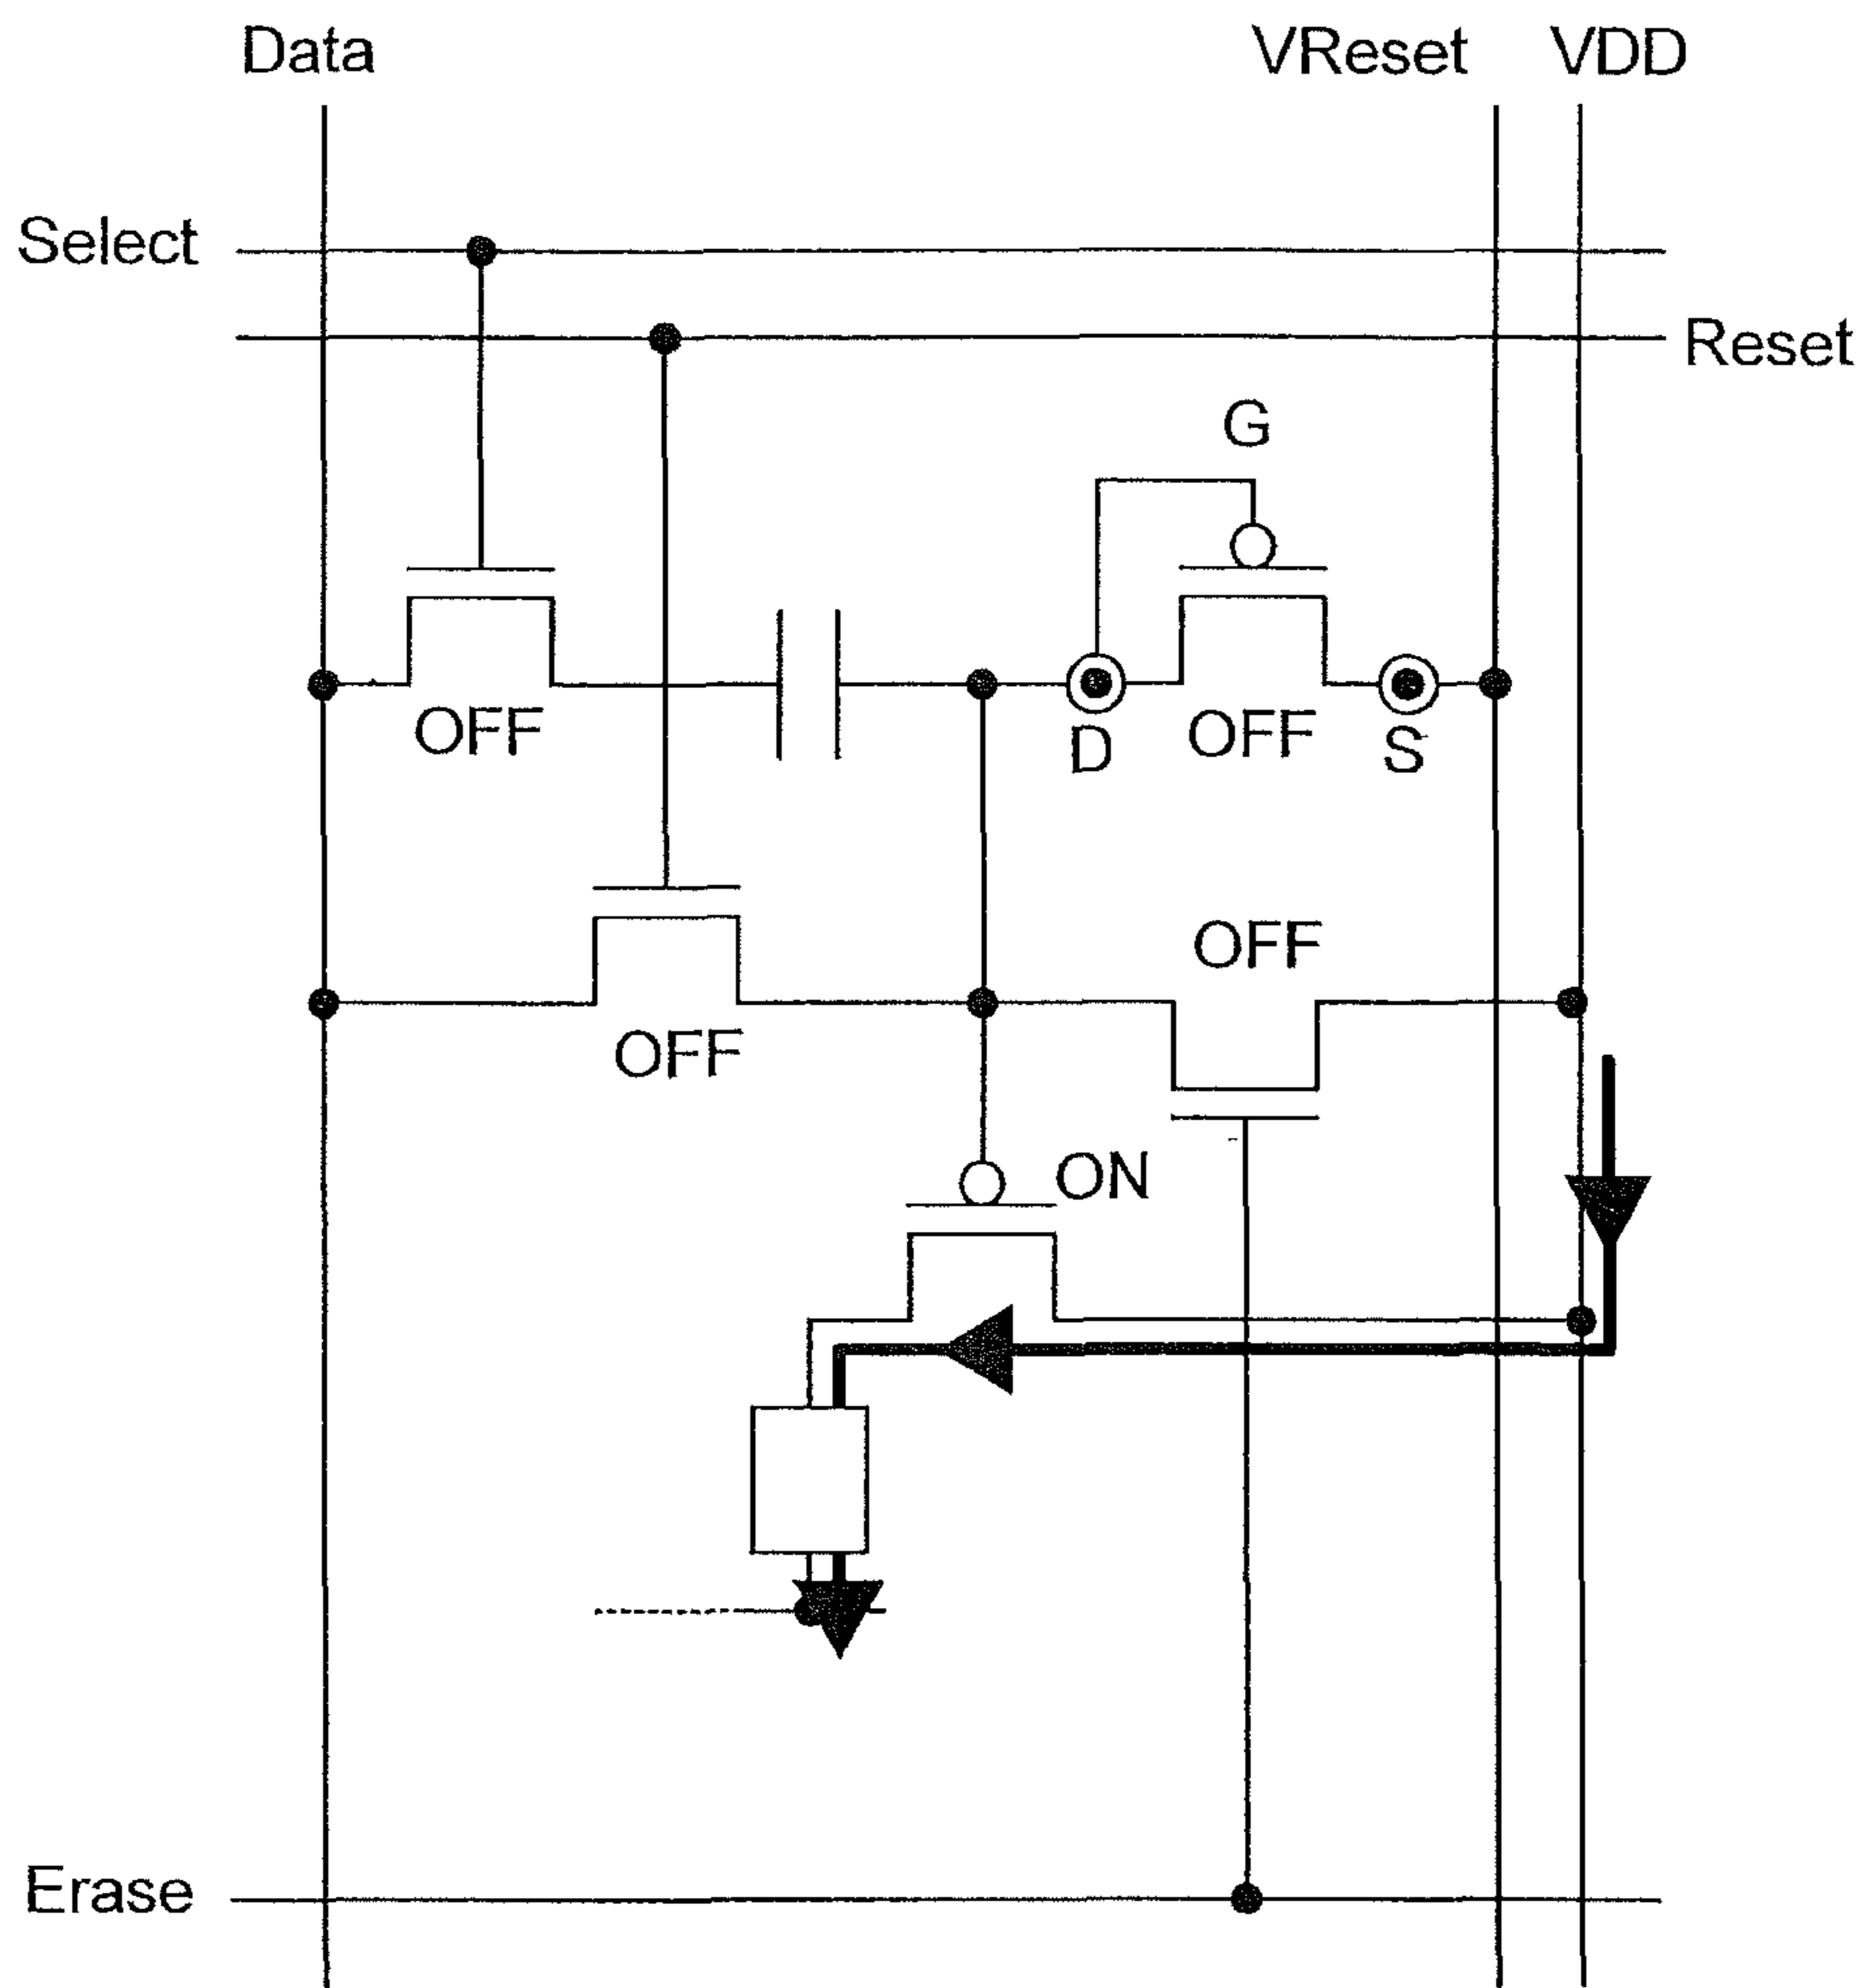 Data
VReset
VDD
Select
Reset
G
OFF
D
OFF
S
OFF
OFF
ON
Erase